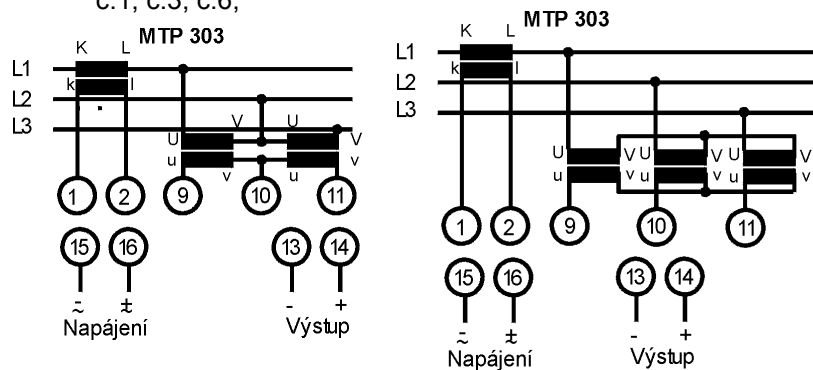 č.1, č.3, č.6,
MTP 303
K L
L1
k l
L2
L3
V U
U V
u v u v
1 2 9 10 11
15 16 13 14
~ ± - +
Napájení Výstup
MTP 303
K L
L1
k l
L2
L3
U V U V U V
u v u v u v
1 2 9 10 11
15 16 13 14
~ ± - +
Napájení Výstup